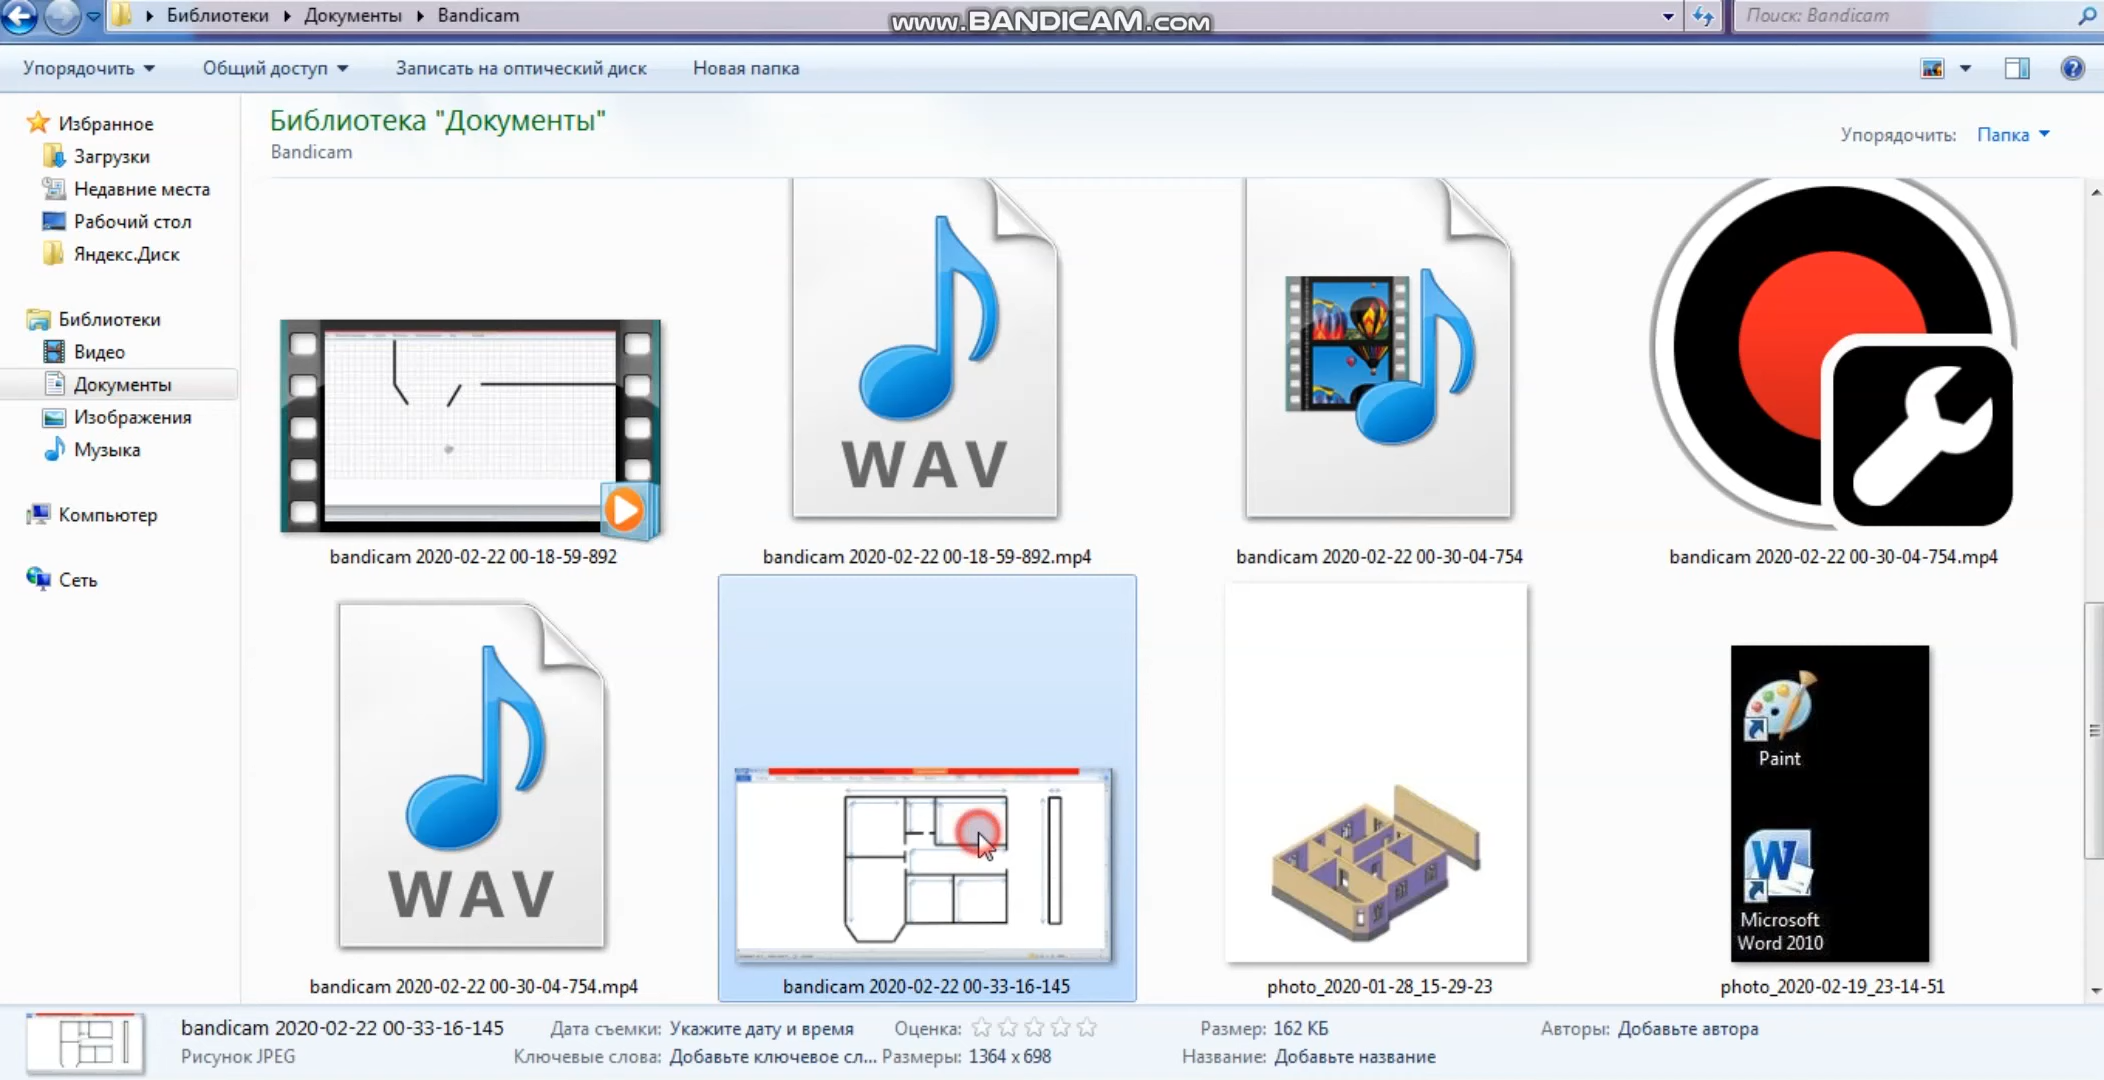 Библиотеки Документы Bandicam
www.BANDICAM.com
Поиск: Bandicam
Упорядочить Общий доступ Записать на оптический диск Новая папка
Избранное
Загрузки
Недавние места
Рабочий стол
Яндекс.Диск
Библиотеки
Видео
Документы
Изображения
Музыка
Компьютер
Сеть
Библиотека "Документы"
Bandicam
Упорядочить: Папка
WAV
bandicam 2020-02-22 00-18-59-892
bandicam 2020-02-22 00-18-59-892.mp4
bandicam 2020-02-22 00-30-04-754
bandicam 2020-02-22 00-30-04-754.mp4
WAV
Paint
Microsoft
Word 2010
bandicam 2020-02-22 00-30-04-754.mp4
bandicam 2020-02-22 00-33-16-145
photo_2020-01-28_15-29-23
photo_2020-02-19_23-14-51
bandicam 2020-02-22 00-33-16-145 Дата съемки: Укажите дату и время Оценка: Размер: 162 КБ Авторы: Добавьте автора
Рисунок JPEG Ключевые слова: Добавьте ключевое сл... Размеры: 1364 x 698 Название: Добавьте название